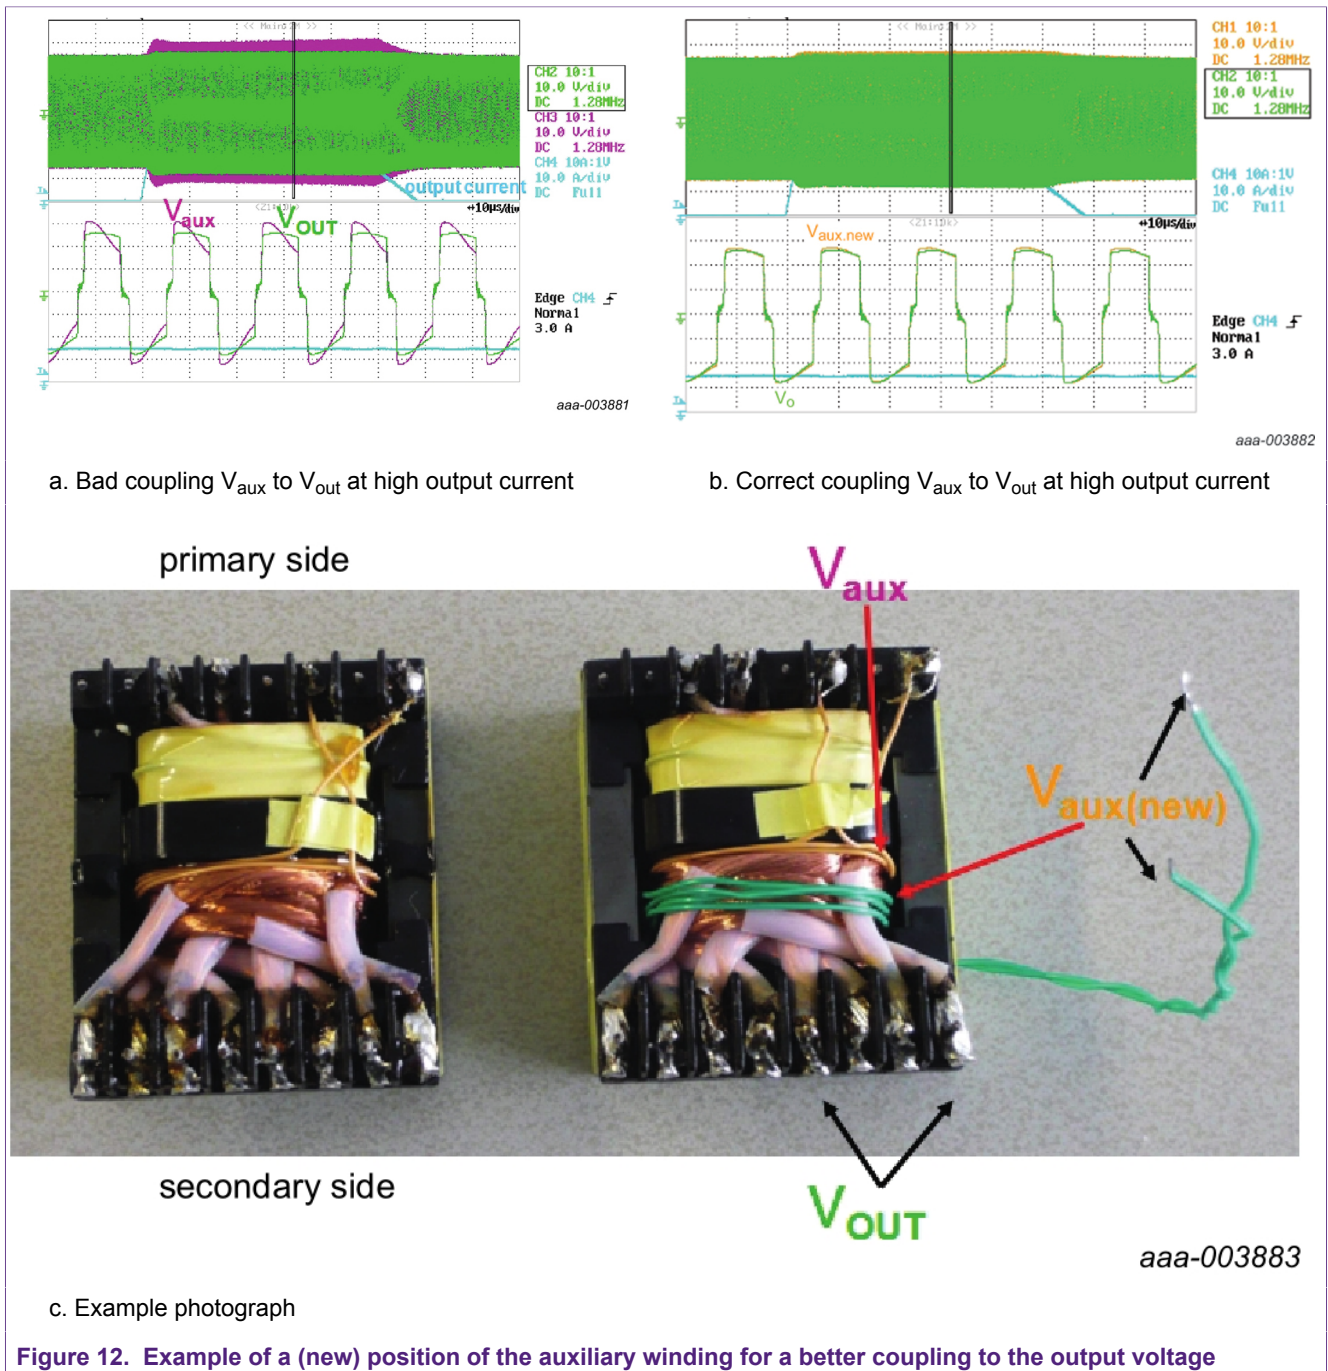 << Main:1M >>
CH2 10:1
10.0 V/div
DC 1.28MHz
CH3 10:1
10.0 V/div
DC 1.28MHz
CH4 10A:1V
10.0 A/div
DC Full
output current
10µs/div
Vaux
VOUT
Edge CH4
Normal
3.0 A
aaa-003881
<< Main:1M >>
CH1 10:1
10.0 V/div
DC 1.28MHz
CH2 10:1
10.0 V/div
DC 1.28MHz
CH4 10A:1V
10.0 A/div
DC Full
10µs/div
Vaux.new
Edge CH4
Normal
3.0 A
Vo
aaa-003882
a. Bad coupling Vaux to Vout at high output current
b. Correct coupling Vaux to Vout at high output current
primary side
Vaux
Vaux(new)
secondary side
VOUT
aaa-003883
c. Example photograph
Figure 12. Example of a (new) position of the auxiliary winding for a better coupling to the output voltage